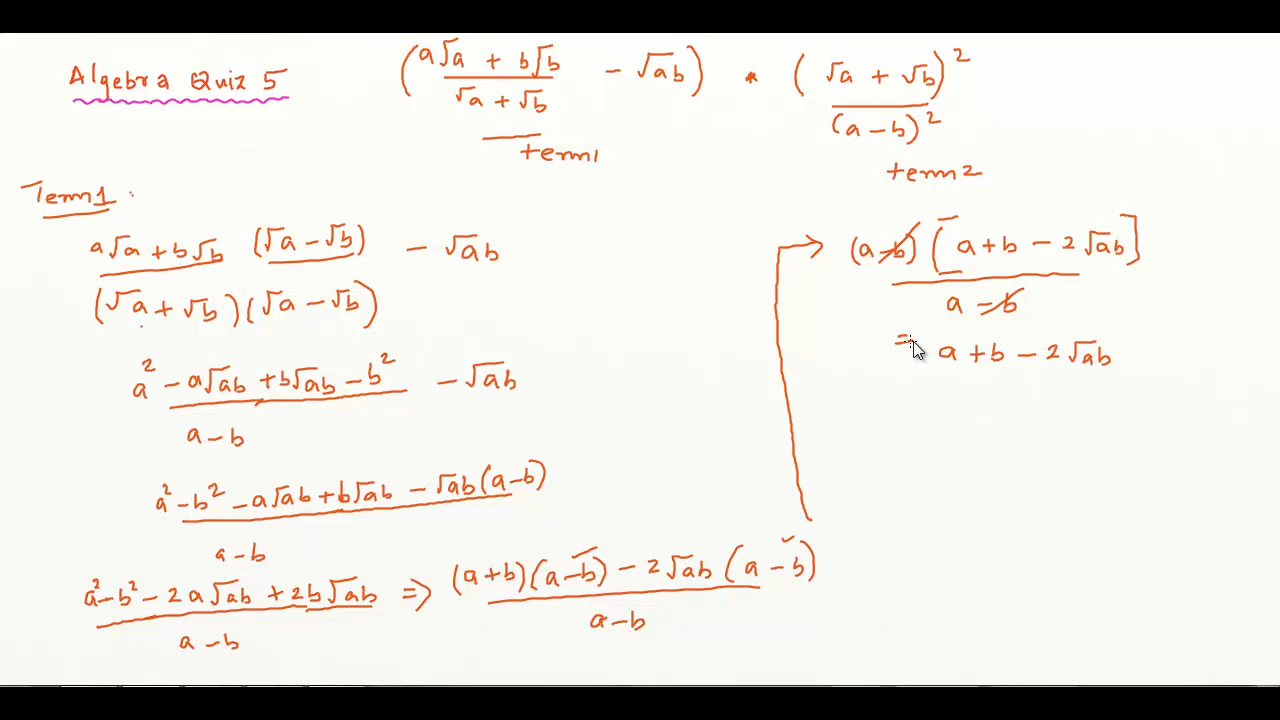 Algebra Quiz 5
(a√a + b√b / √a + √b − √ab) * (√a + √b)² / (a − b)²
term1
term2
Term1 :
a√a + b√b (√a − √b) / (√a + √b)(√a − √b) − √ab
a² − a√ab + b√ab − b² / a − b − √ab
a² − b² − a√ab + b√ab − √ab(a − b) / a − b
a² − b² − 2a√ab + 2b√ab / a − b => (a + b)(a − b) − 2√ab (a − b) / a − b
(a − b) [a + b − 2√ab] / a − b
= a + b − 2√ab